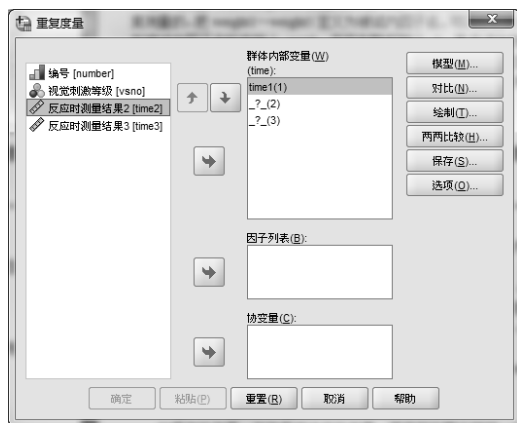 重复度量
编号 [number]
视觉刺激等级 [vsno]
反应时测量结果2 [time2]
反应时测量结果3 [time3]
群体内部变量(W)
(time):
time1(1)
_?_(2)
_?_(3)
因子列表(B):
协变量(C):
模型(M)...
对比(N)...
绘制(T)...
两两比较(H)...
保存(S)...
选项(O)...
确定
粘贴(P)
重置(R)
取消
帮助